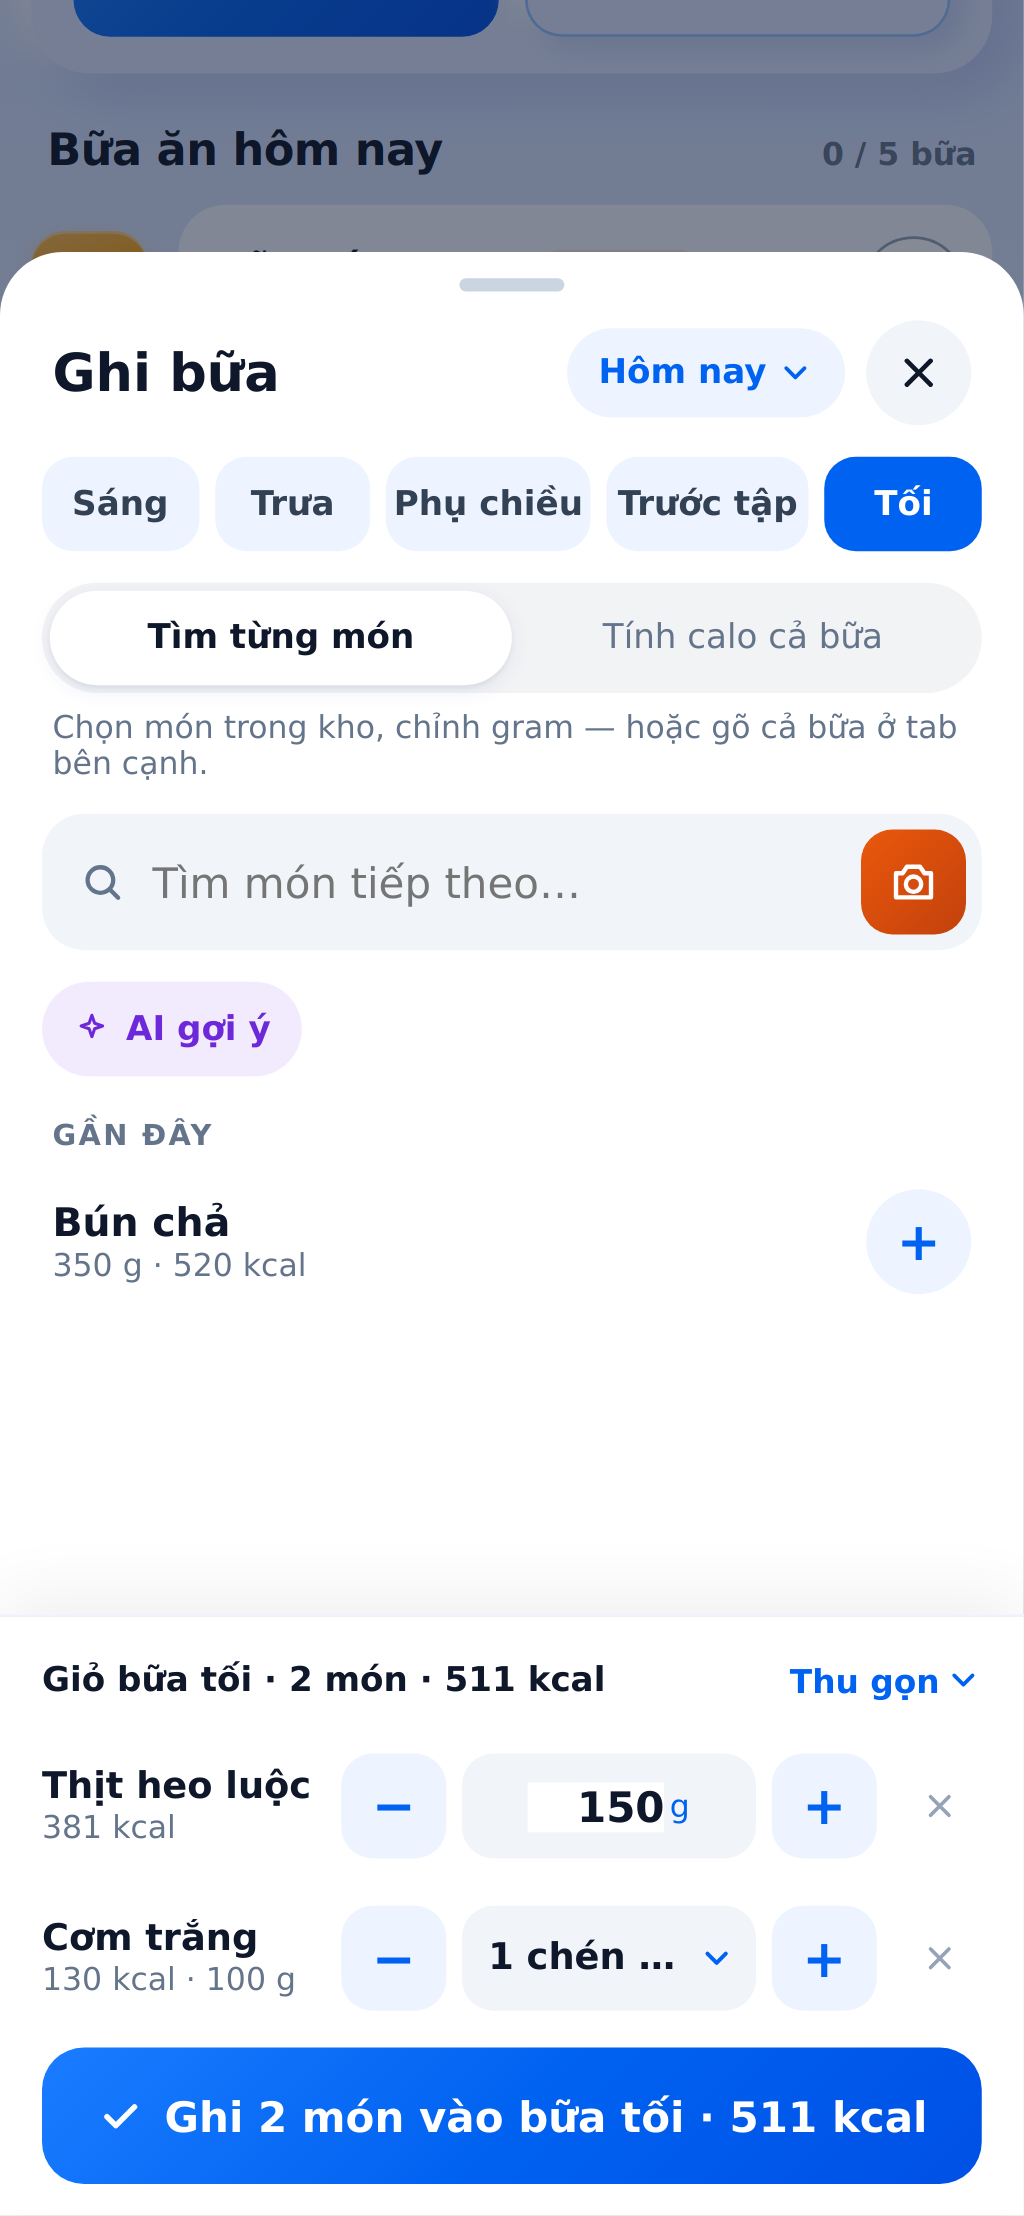 Bữa ăn hôm nay
0 / 5 bữa
Ghi bữa
Hôm nay
Sáng
Trưa
Phụ chiều
Trước tập
Tối
Tìm từng món
Tính calo cả bữa
Chọn món trong kho, chỉnh gram — hoặc gõ cả bữa ở tab
bên cạnh.
Tìm món tiếp theo...
AI gợi ý
GẦN ĐÂY
Bún chả
350 g · 520 kcal
Giỏ bữa tối · 2 món · 511 kcal
Thu gọn
Thịt heo luộc
381 kcal
150 g
Cơm trắng
130 kcal · 100 g
1 chén ...
Ghi 2 món vào bữa tối · 511 kcal